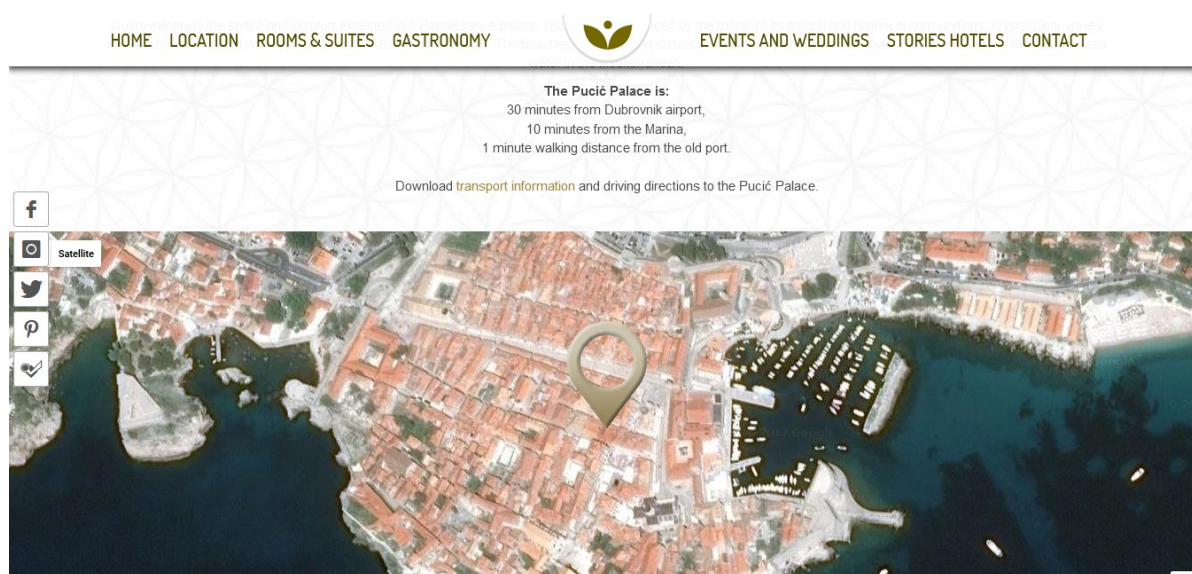 HOME LOCATION ROOMS & SUITES GASTRONOMY EVENTS AND WEDDINGS STORIES HOTELS CONTACT
The Pucić Palace is:
30 minutes from Dubrovnik airport,
10 minutes from the Marina,
1 minute walking distance from the old port.
Download transport information and driving directions to the Pucić Palace.
Satellite